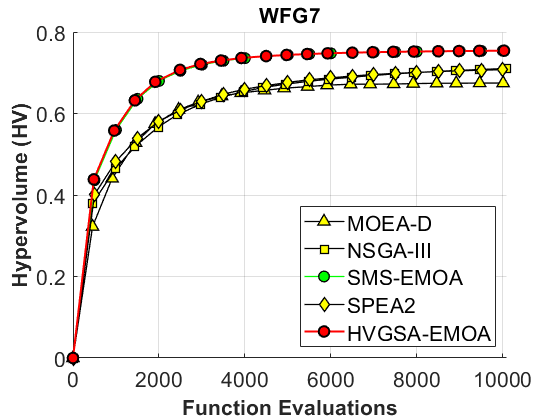 WFG7
0.8
0.6
0.4
0.2
0
Hypervolume (HV)
MOEA-D
NSGA-III
SMS-EMOA
SPEA2
HVGSA-EMOA
0 2000 4000 6000 8000 10000
Function Evaluations